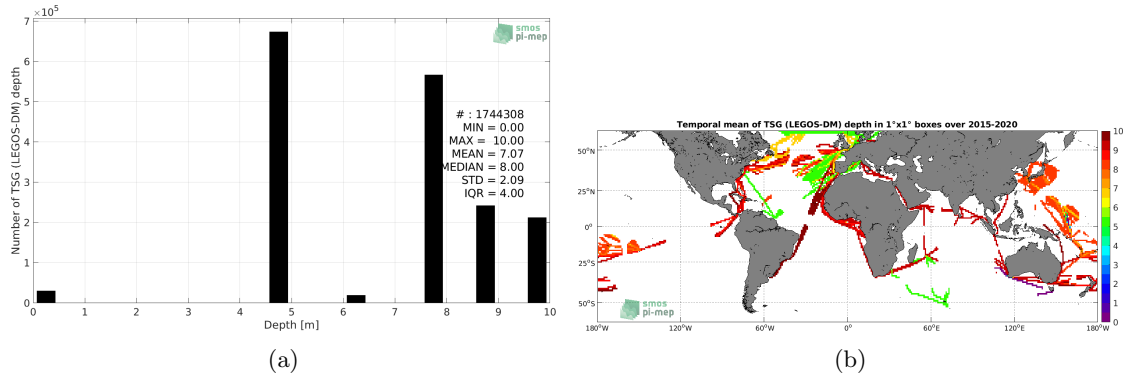 7 ×10⁵
smos
pi-mep
6
5
4
3
2
1
0
Number of TSG (LEGOS-DM) depth
# : 1744308
MIN = 0.00
MAX = 10.00
MEAN = 7.07
MEDIAN = 8.00
STD = 2.09
IQR = 4.00
0 1 2 3 4 5 6 7 8 9 10
Depth [m]
(a)
Temporal mean of TSG (LEGOS-DM) depth in 1°x1° boxes over 2015-2020
50°N
25°N
0°
25°S
50°S
smos
pi-mep
180°W 120°W 60°W 0° 60°E 120°E 180°W
10
9
8
7
6
5
4
3
2
1
0
(b)